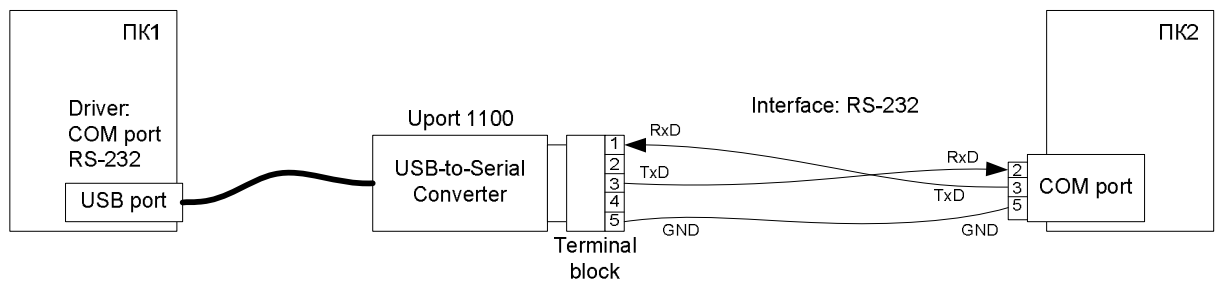 ПК1
Driver:
COM port
RS-232
USB port
Uport 1100
USB-to-Serial
Converter
1
2
3
4
5
Terminal
block
Interface: RS-232
RxD
TxD
GND
RxD
TxD
GND
2
3
5
COM port
ПК2